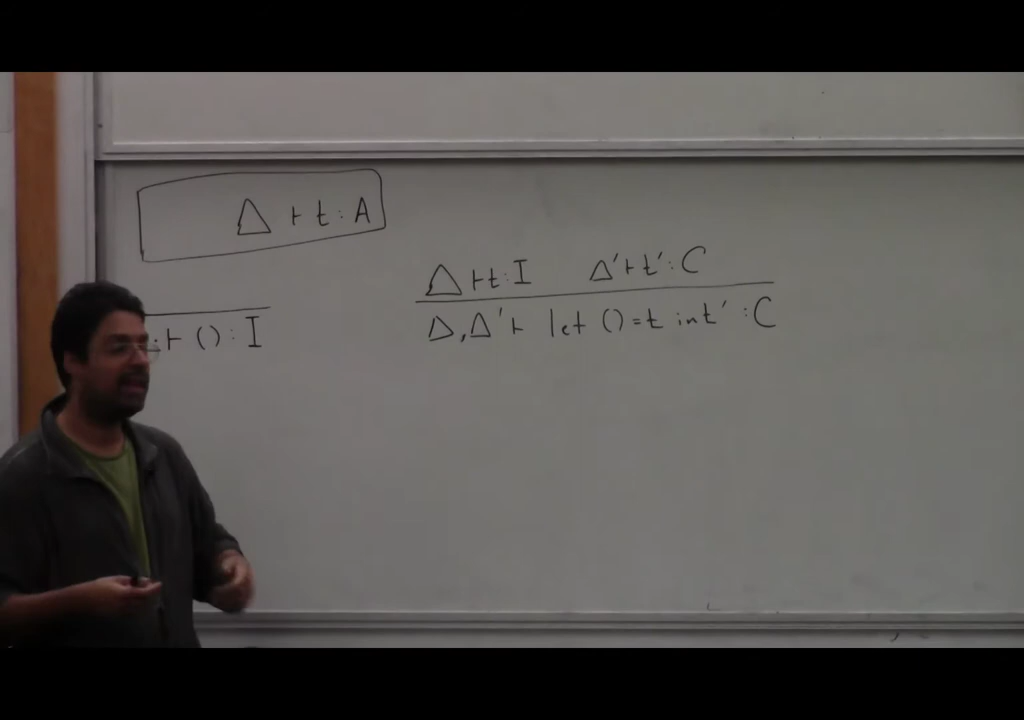 Δ ⊢ t : A
Δ ⊢ t : I    Δ' ⊢ t' : C
Δ, Δ' ⊢ let () = t in t' : C
· ⊢ () : I